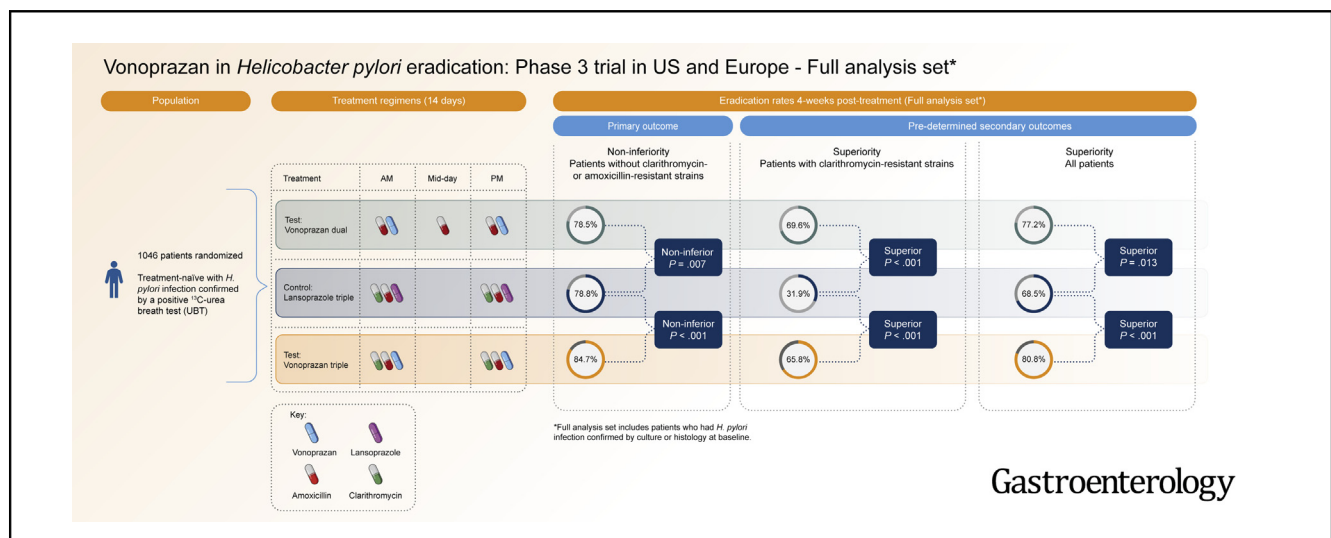 Vonoprazan in Helicobacter pylori eradication: Phase 3 trial in US and Europe - Full analysis set*
Population
Treatment regimens (14 days)
Eradication rates 4-weeks post-treatment (Full analysis set*)
Primary outcome
Pre-determined secondary outcomes
Non-inferiority
Patients without clarithromycin-
or amoxicillin-resistant strains
Superiority
Patients with clarithromycin-resistant strains
Superiority
All patients
Treatment
AM
Mid-day
PM
1046 patients randomized
Treatment-naïve with H.
pylori infection confirmed
by a positive ¹³C-urea
breath test (UBT)
Test:
Vonoprazan dual
78.5%
69.6%
77.2%
Non-inferior
P = .007
Superior
P < .001
Superior
P = .013
Control:
Lansoprazole triple
78.8%
31.9%
68.5%
Non-inferior
P < .001
Superior
P < .001
Superior
P < .001
Test:
Vonoprazan triple
84.7%
65.8%
80.8%
Key:
Vonoprazan
Lansoprazole
Amoxicillin
Clarithromycin
*Full analysis set includes patients who had H. pylori
infection confirmed by culture or histology at baseline.
Gastroenterology